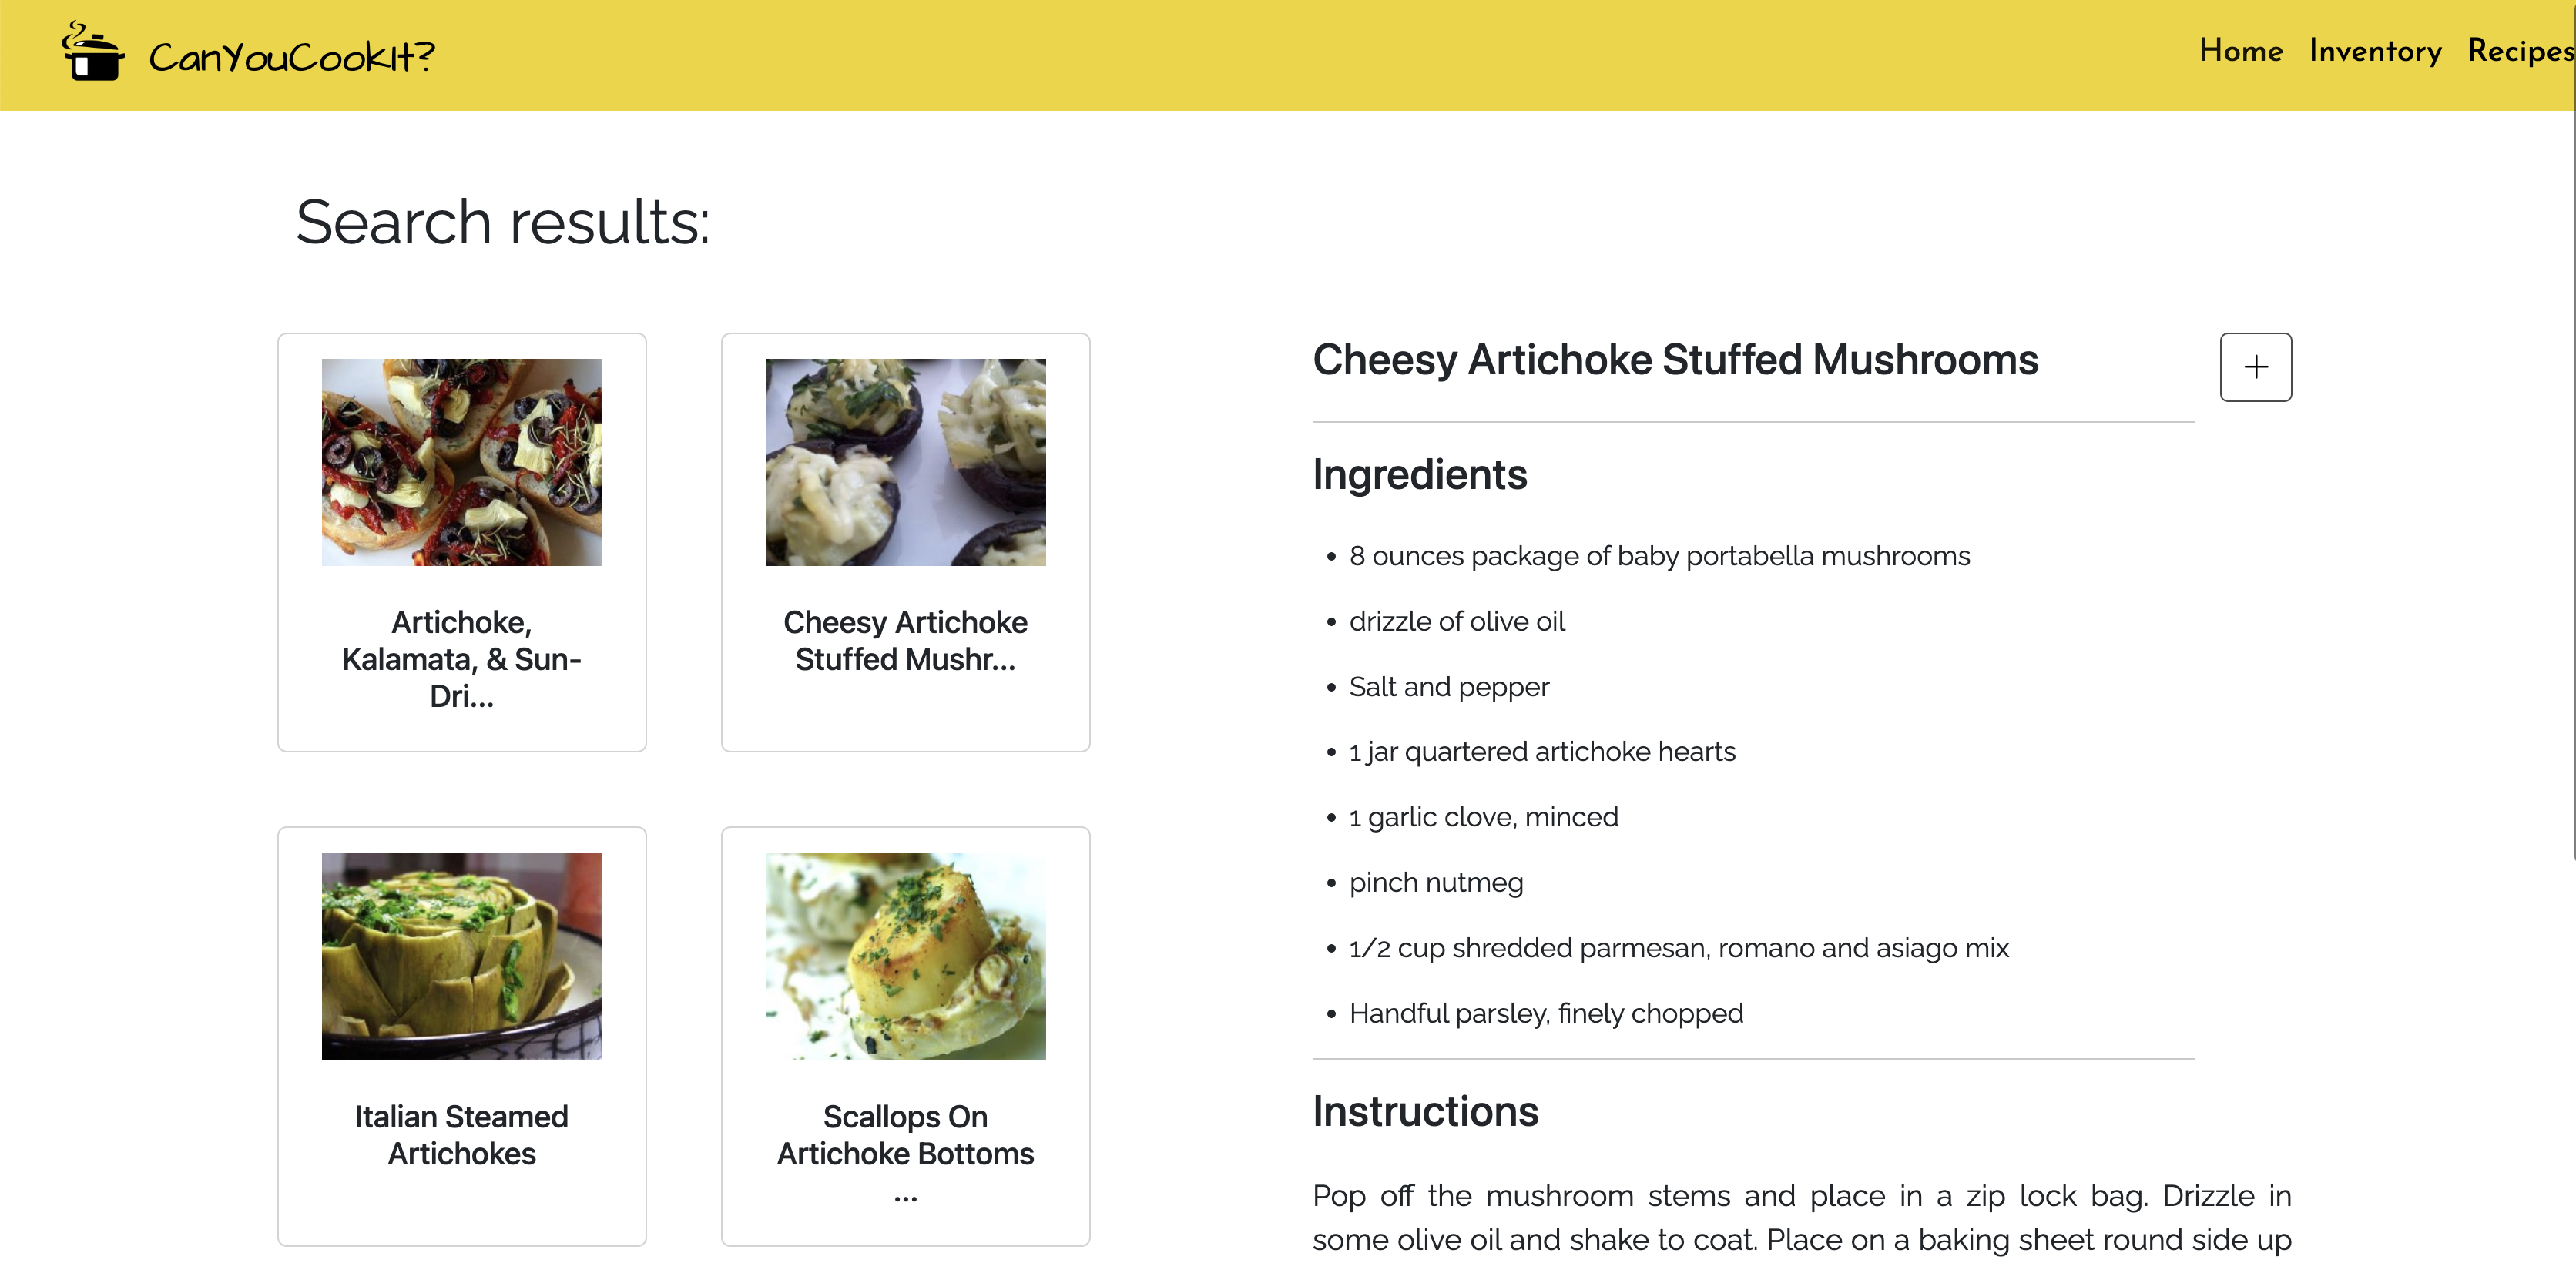 CanYouCookIt?
Home Inventory Recipes
Search results:
Artichoke,
Kalamata, & Sun-
Dri...
Cheesy Artichoke
Stuffed Mushr...
Italian Steamed
Artichokes
Scallops On
Artichoke Bottoms
...
Cheesy Artichoke Stuffed Mushrooms
+
Ingredients
• 8 ounces package of baby portabella mushrooms
• drizzle of olive oil
• Salt and pepper
• 1 jar quartered artichoke hearts
• 1 garlic clove, minced
• pinch nutmeg
• 1/2 cup shredded parmesan, romano and asiago mix
• Handful parsley, finely chopped
Instructions
Pop off the mushroom stems and place in a zip lock bag. Drizzle in
some olive oil and shake to coat. Place on a baking sheet round side up